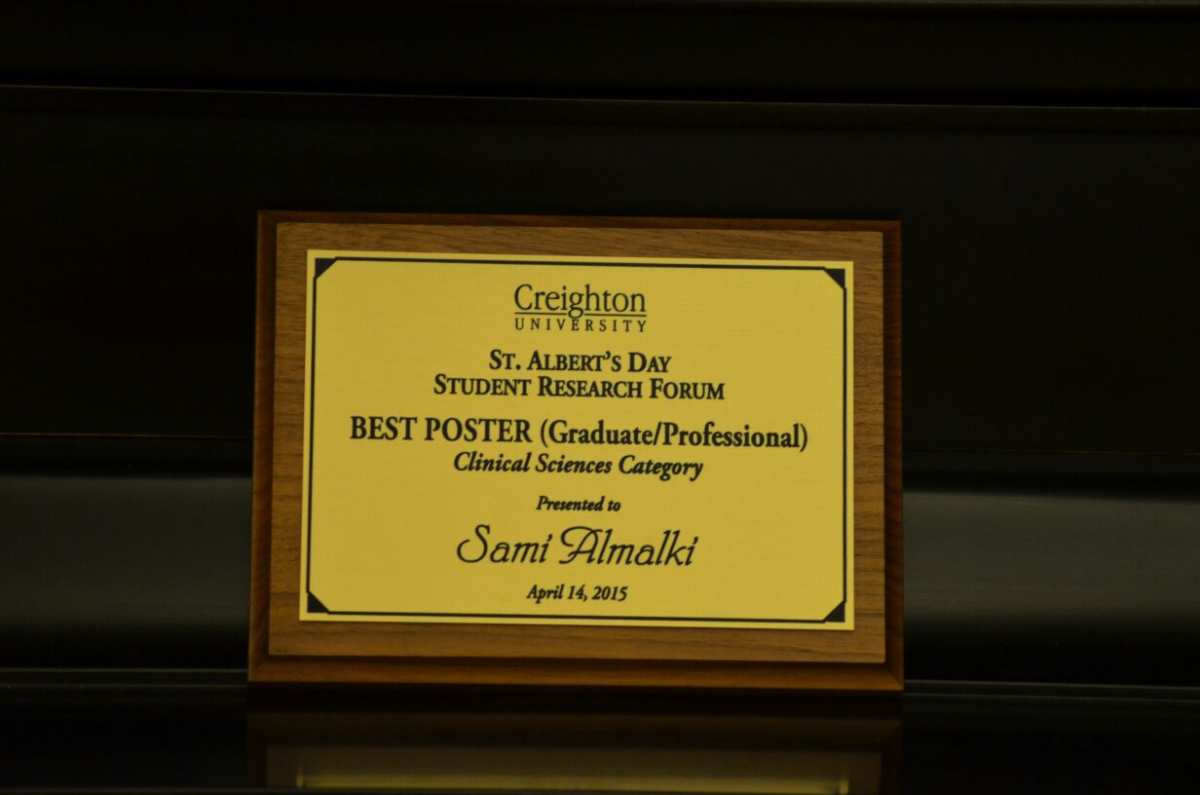 Creighton
UNIVERSITY
ST. ALBERT'S DAY
STUDENT RESEARCH FORUM
BEST POSTER (Graduate/Professional)
Clinical Sciences Category
Presented to
Sami Almalki
April 14, 2015